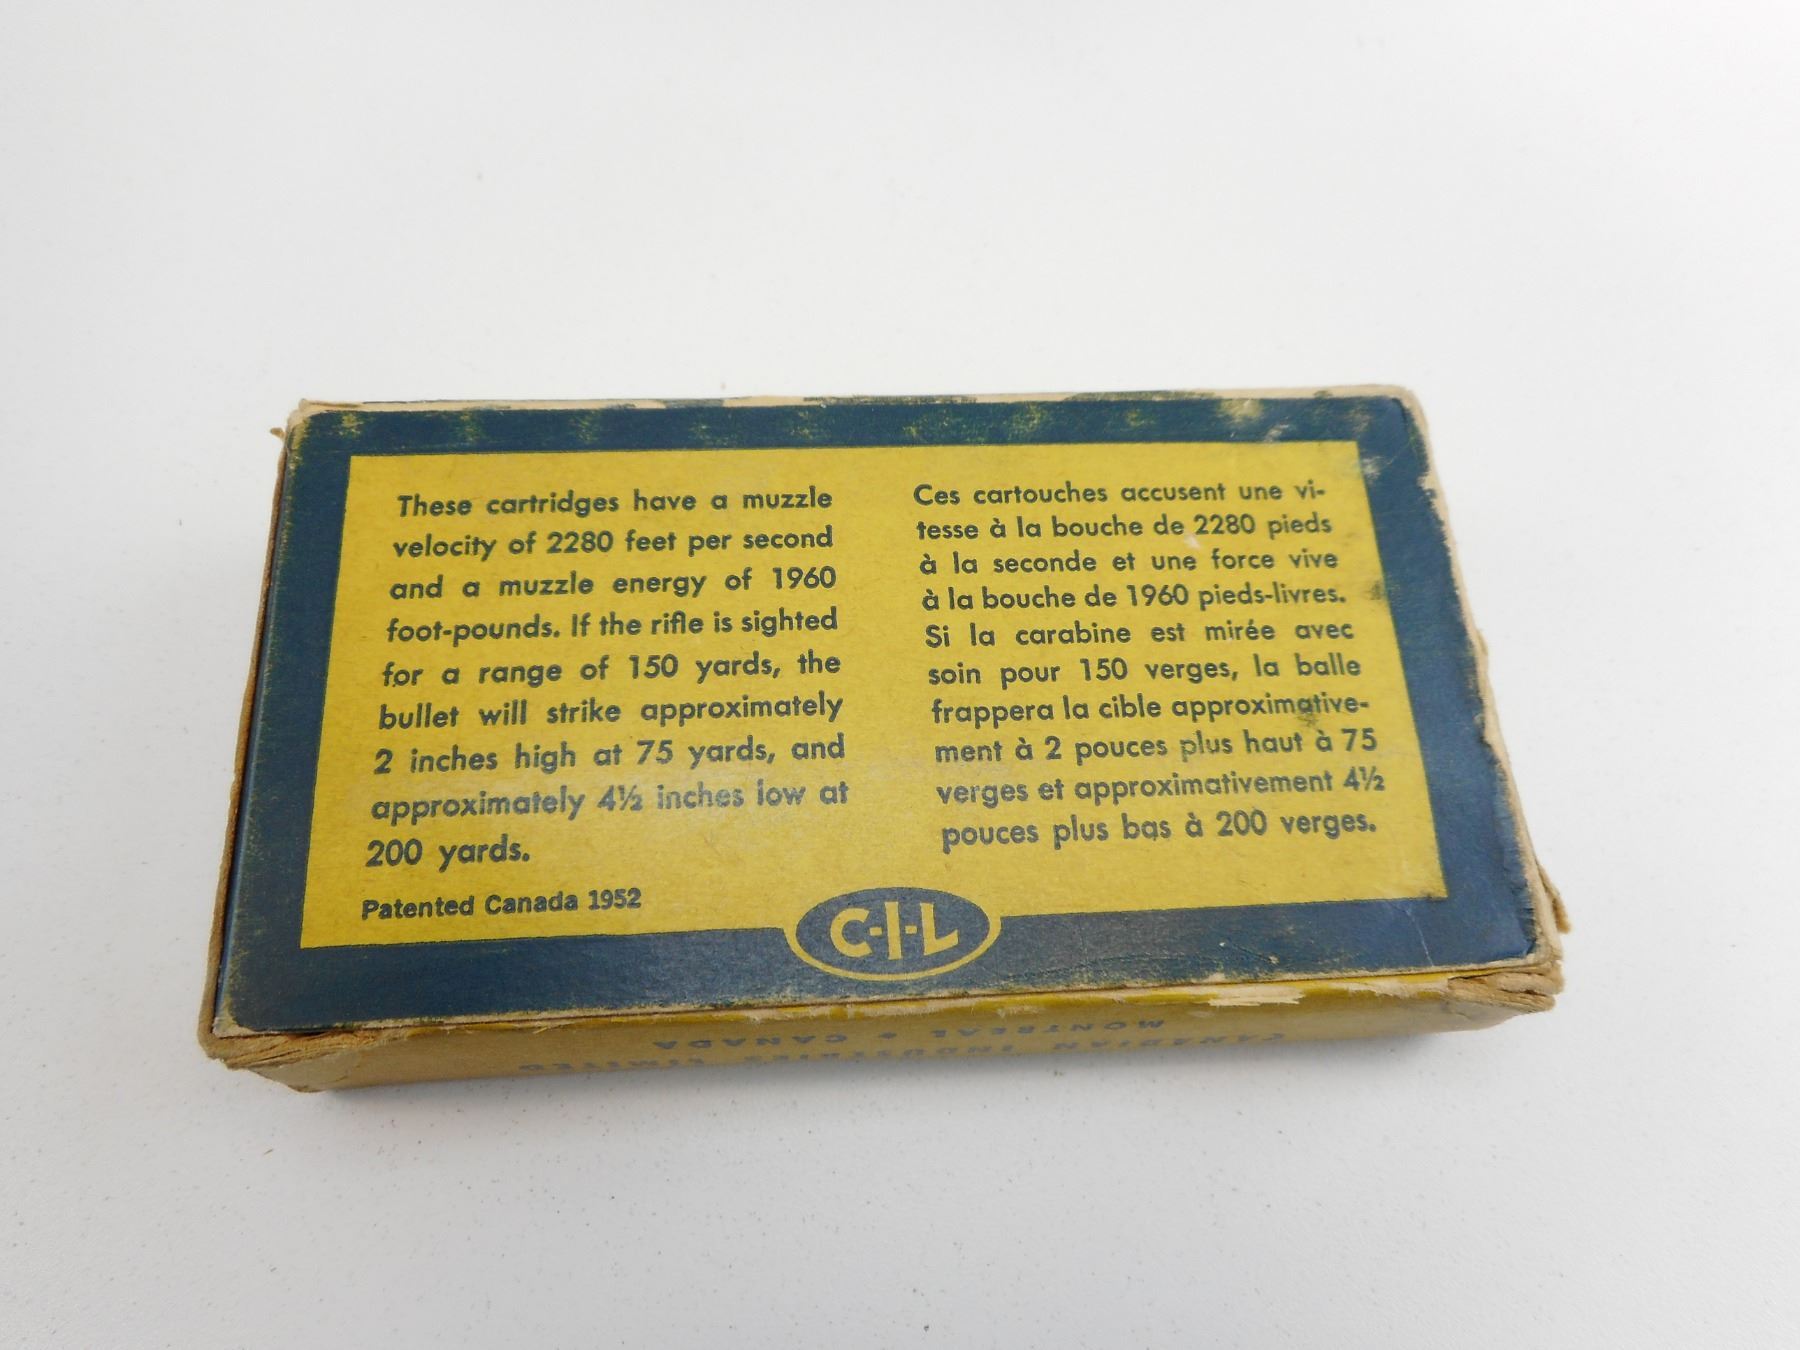 These cartridges have a muzzle
velocity of 2280 feet per second
and a muzzle energy of 1960
foot-pounds. If the rifle is sighted
for a range of 150 yards, the
bullet will strike approximately
2 inches high at 75 yards, and
approximately 4½ inches low at
200 yards.
Patented Canada 1952
Ces cartouches accusent une vi-
tesse à la bouche de 2280 pieds
à la seconde et une force vive
à la bouche de 1960 pieds-livres.
Si la carabine est mirée avec
soin pour 150 verges, la balle
frappera la cible approximative-
ment à 2 pouces plus haut à 75
verges et approximativement 4½
pouces plus bas à 200 verges.
C-I-L
CANADIAN INDUSTRIES LIMITED
MONTREAL & CANADA